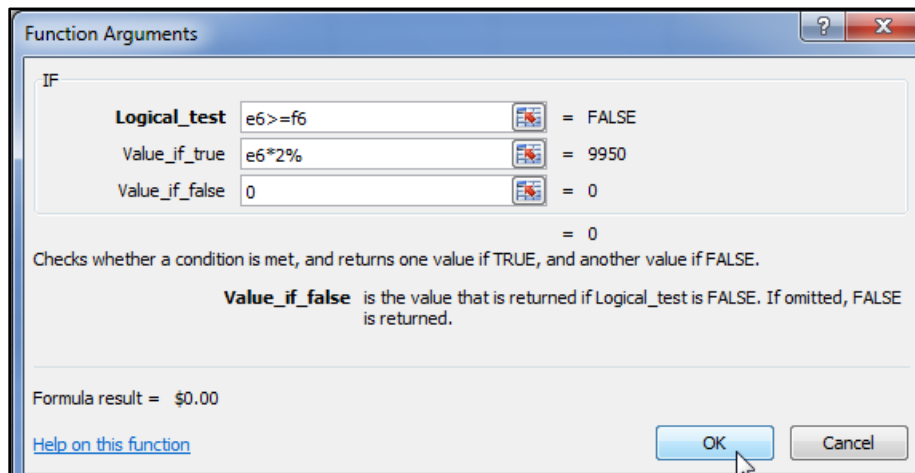 Function Arguments
IF
Logical_test e6>=f6 = FALSE
Value_if_true e6*2% = 9950
Value_if_false 0 = 0
= 0
Checks whether a condition is met, and returns one value if TRUE, and another value if FALSE.
Value_if_false is the value that is returned if Logical_test is FALSE. If omitted, FALSE
is returned.
Formula result = $0.00
Help on this function OK Cancel